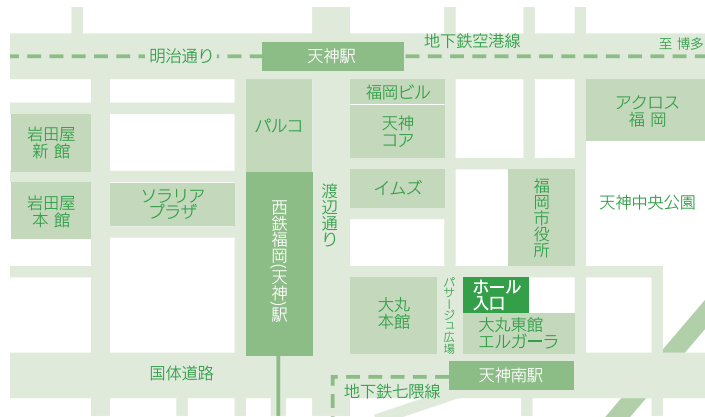 地下鉄空港線
至 博多
明治通り
天神駅
福岡ビル
アクロス
福 岡
パルコ
天神
コア
岩田屋
新 館
岩田屋
本 館
ソラリア
プラザ
西鉄福岡(天神)駅
渡辺通り
イムズ
福岡市役所
天神中央公園
大丸
本館
パサージュ広場
ホール
入口
大丸東館
エルガーラ
国体道路
天神南駅
地下鉄七隈線